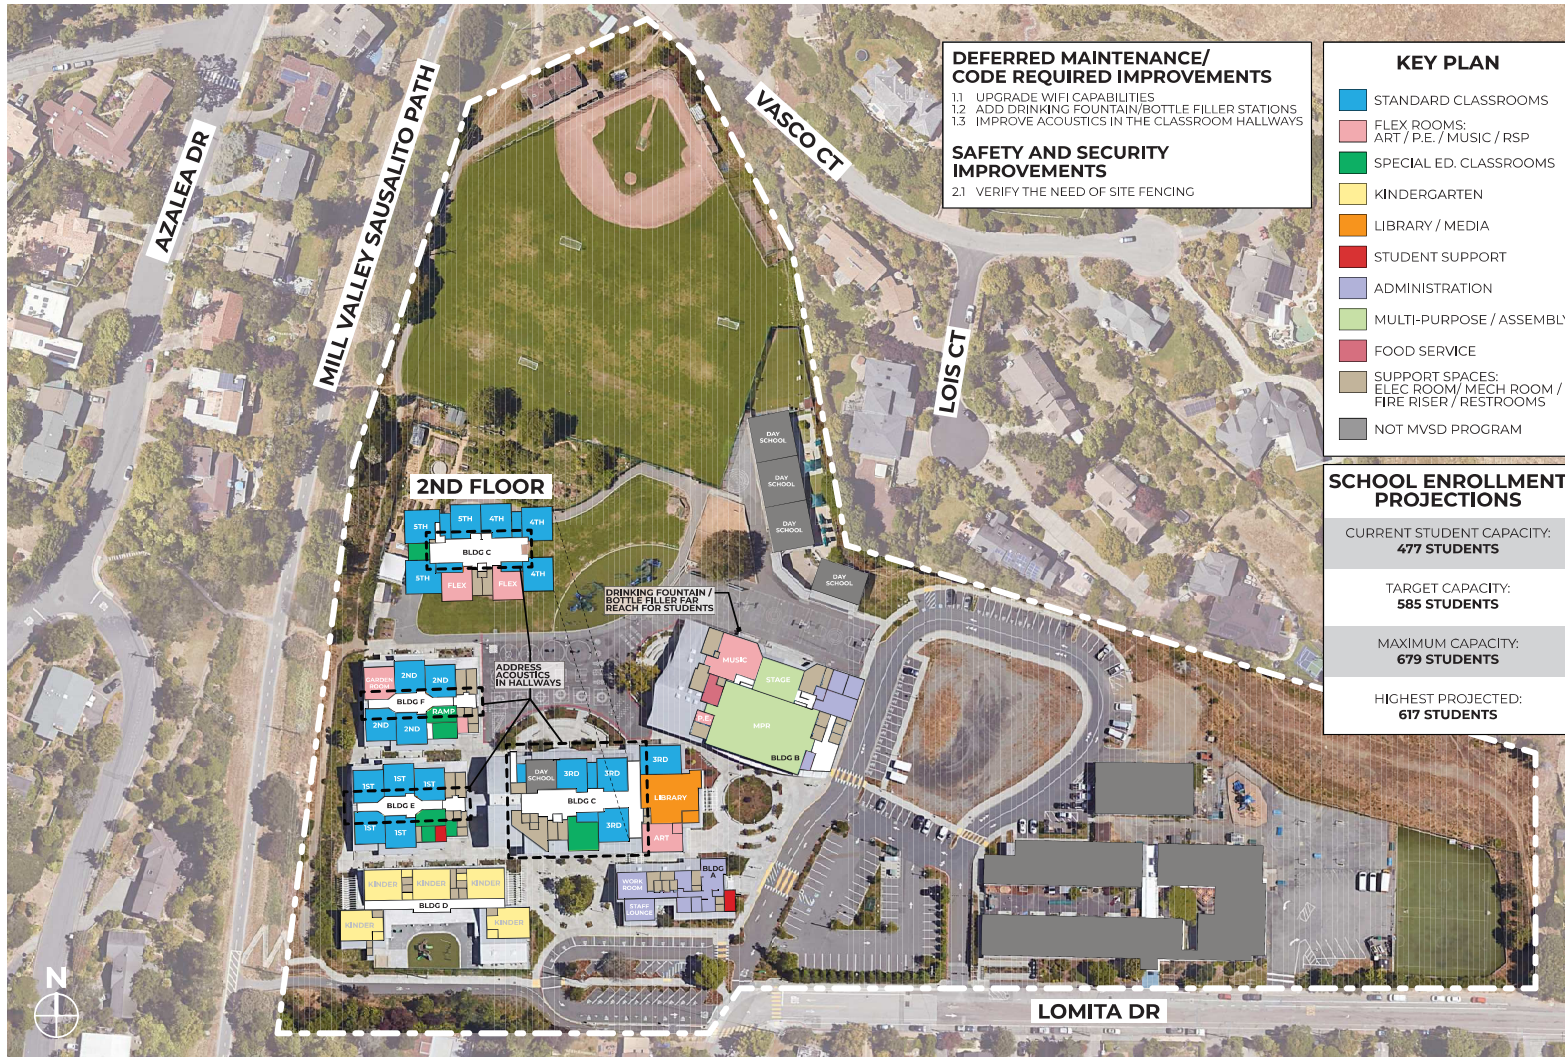 DEFERRED MAINTENANCE/
CODE REQUIRED IMPROVEMENTS
1.1 UPGRADE WIFI CAPABILITIES
1.2 ADD DRINKING FOUNTAIN/BOTTLE FILLER STATIONS
1.3 IMPROVE ACOUSTICS IN THE CLASSROOM HALLWAYS
SAFETY AND SECURITY
IMPROVEMENTS
2.1 VERIFY THE NEED OF SITE FENCING
KEY PLAN
STANDARD CLASSROOMS
FLEX ROOMS:
ART / P.E. / MUSIC / RSP
SPECIAL ED. CLASSROOMS
KINDERGARTEN
LIBRARY / MEDIA
STUDENT SUPPORT
ADMINISTRATION
MULTI-PURPOSE / ASSEMBLY
FOOD SERVICE
SUPPORT SPACES:
ELEC ROOM/ MECH ROOM /
FIRE RISER / RESTROOMS
NOT MVSD PROGRAM
SCHOOL ENROLLMENT
PROJECTIONS
CURRENT STUDENT CAPACITY:
477 STUDENTS
TARGET CAPACITY:
585 STUDENTS
MAXIMUM CAPACITY:
679 STUDENTS
HIGHEST PROJECTED:
617 STUDENTS
AZALEA DR
MILL VALLEY SAUSALITO PATH
VASCO CT
LOIS CT
DAY
SCHOOL
DAY
SCHOOL
DAY
SCHOOL
DAY
SCHOOL
2ND FLOOR
5TH
5TH
4TH
4TH
BLDG C
5TH
FLEX
FLEX
4TH
DRINKING FOUNTAIN /
BOTTLE FILLER FAR
REACH FOR STUDENTS
ADDRESS
ACOUSTICS
IN HALLWAYS
GARDEN
ROOM
2ND
2ND
BLDG F
RAMP
2ND
2ND
MUSIC
STAGE
P.E.
MPR
BLDG B
1ST
1ST
1ST
BLDG E
1ST
1ST
DAY
SCHOOL
3RD
3RD
3RD
BLDG C
LIBRARY
3RD
ART
KINDER
KINDER
KINDER
BLDG D
KINDER
KINDER
BLDG
A
WORK
ROOM
STAFF
LOUNGE
N
LOMITA DR